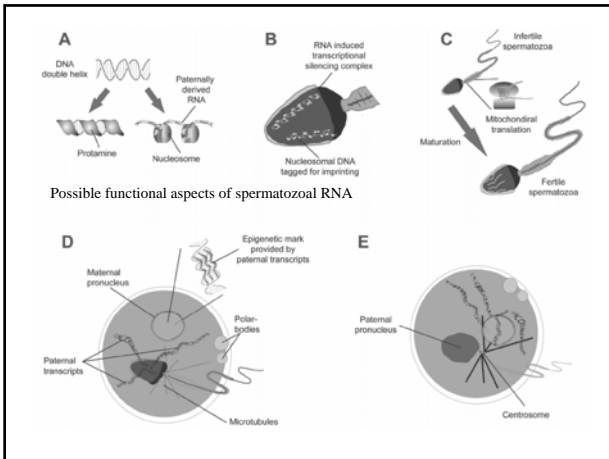 A
DNA
double helix
Paternally
derived
RNA
Protamine
Nucleosome
B
RNA induced
transcriptional
silencing complex
Nucleosomal DNA
tagged for imprinting
C
Infertile
spermatozoa
Mitochondiral
translation
Maturation
Fertile
spermatozoa
Possible functional aspects of spermatozoal RNA
D
Epigenetic mark
provided by
paternal transcripts
Maternal
pronucleus
Polar-
bodies
Paternal
transcripts
Microtubules
E
Paternal
pronucleus
Centrosome